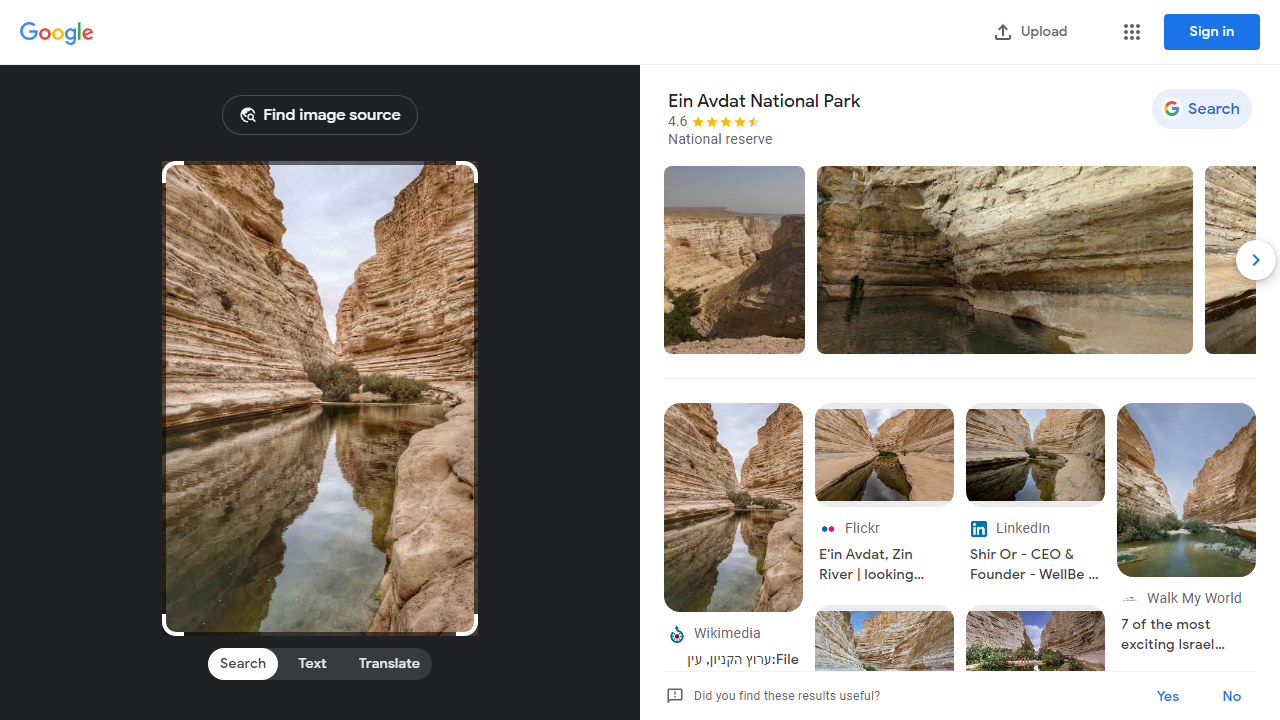 Google
Upload
Sign in
Find image source
Search
Text
Translate
Ein Avdat National Park
4.6
National reserve
Search
Wikimedia
File:ערוץ הקניון, עין
Flickr
E'in Avdat, Zin
River | looking...
LinkedIn
Shir Or - CEO &
Founder - WellBe ...
Walk My World
7 of the most
exciting Israel...
Did you find these results useful?
Yes
No